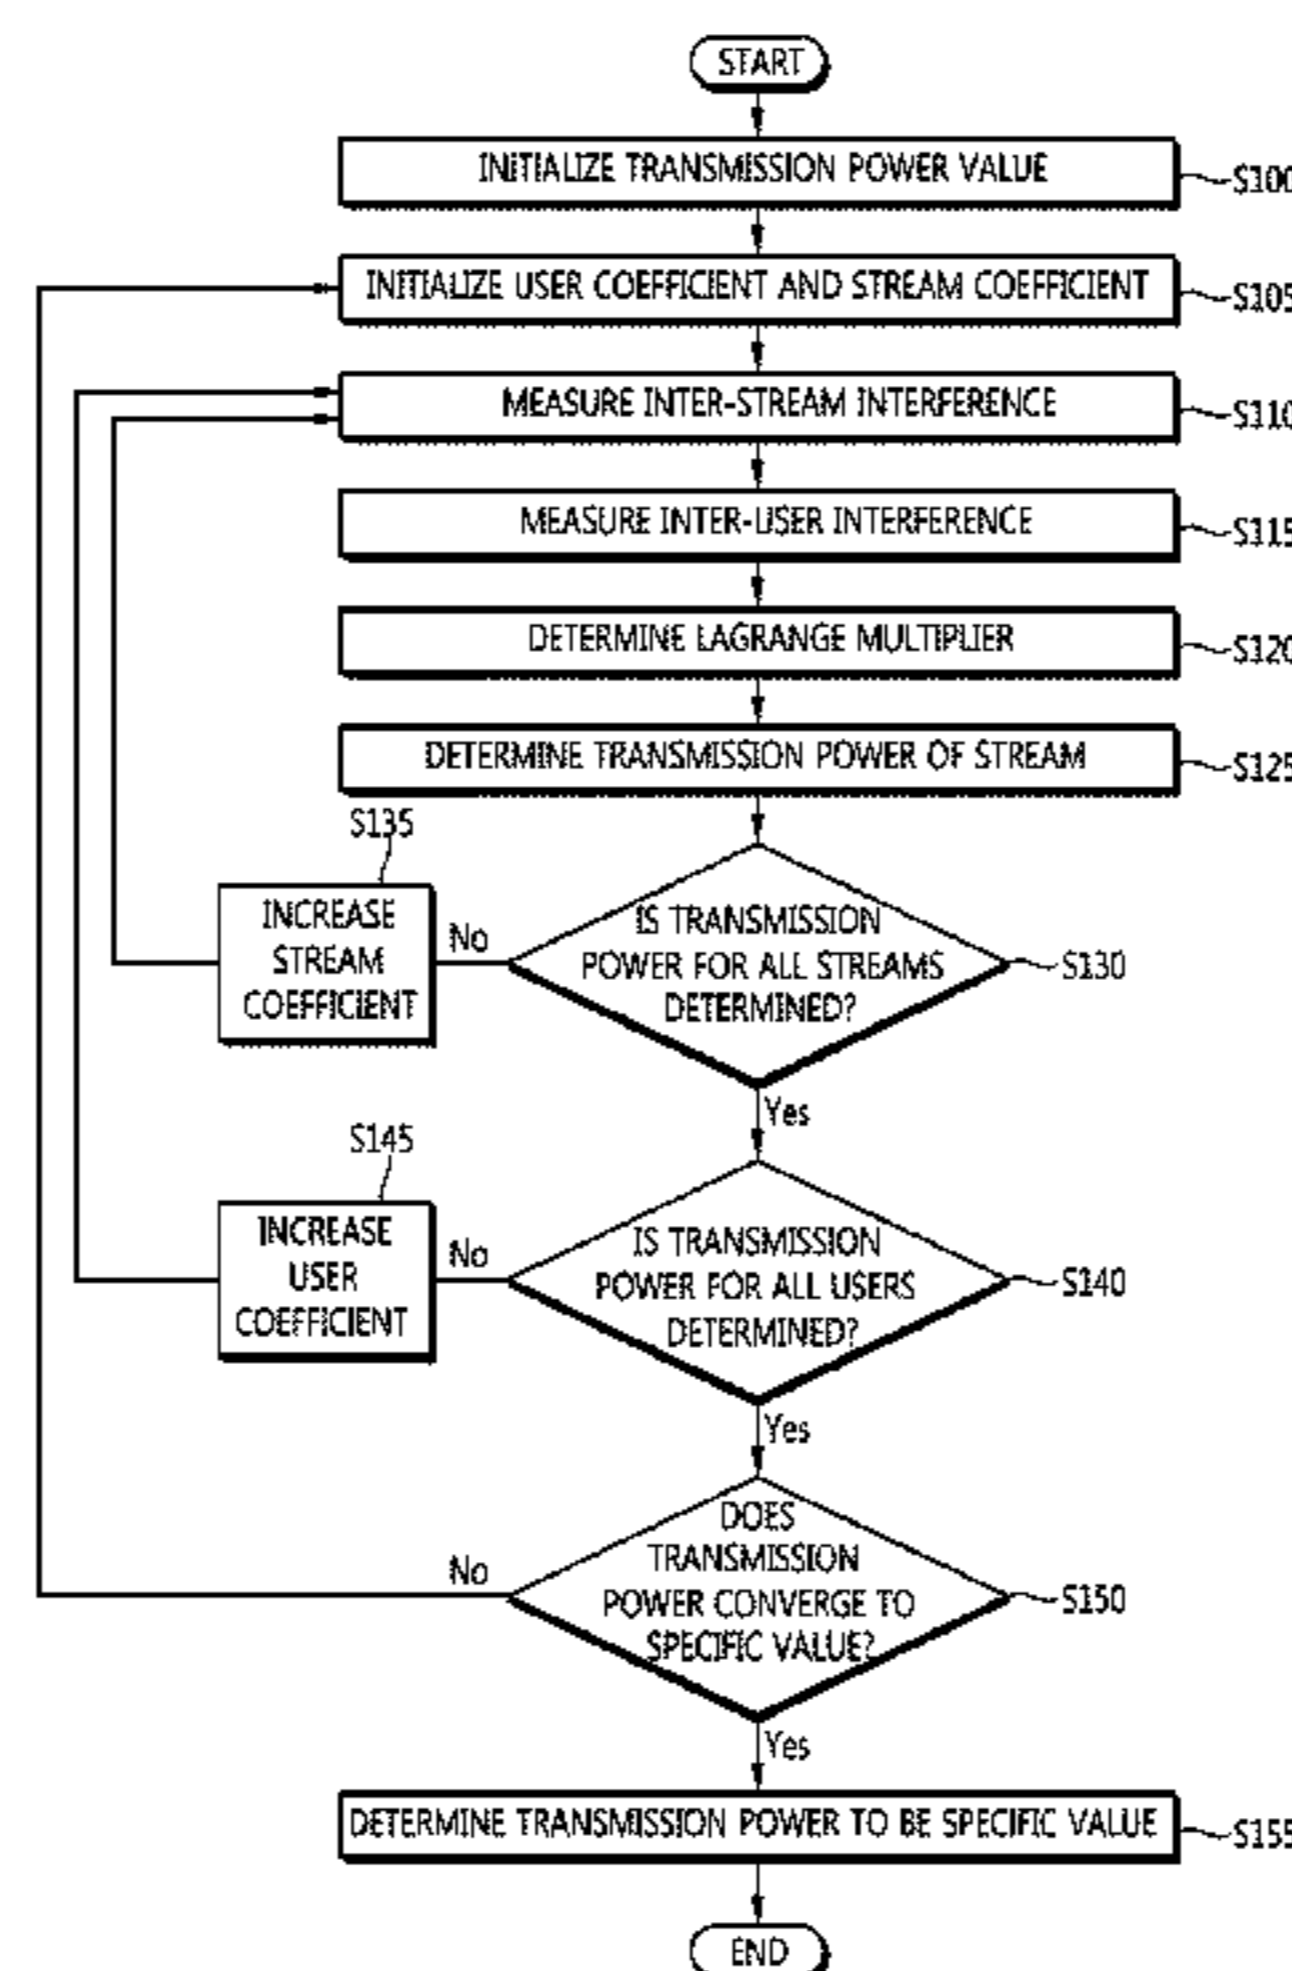 START
INITIALIZE TRANSMISSION POWER VALUE
S100
INITIALIZE USER COEFFICIENT AND STREAM COEFFICIENT
S105
MEASURE INTER-STREAM INTERFERENCE
S110
MEASURE INTER-USER INTERFERENCE
S115
DETERMINE LAGRANGE MULTIPLIER
S120
DETERMINE TRANSMISSION POWER OF STREAM
S125
S135
INCREASE
STREAM
COEFFICIENT
No
IS TRANSMISSION
POWER FOR ALL STREAMS
DETERMINED?
S130
Yes
S145
INCREASE
USER
COEFFICIENT
No
IS TRANSMISSION
POWER FOR ALL USERS
DETERMINED?
S140
Yes
No
DOES
TRANSMISSION
POWER CONVERGE TO
SPECIFIC VALUE?
S150
Yes
DETERMINE TRANSMISSION POWER TO BE SPECIFIC VALUE
S155
END